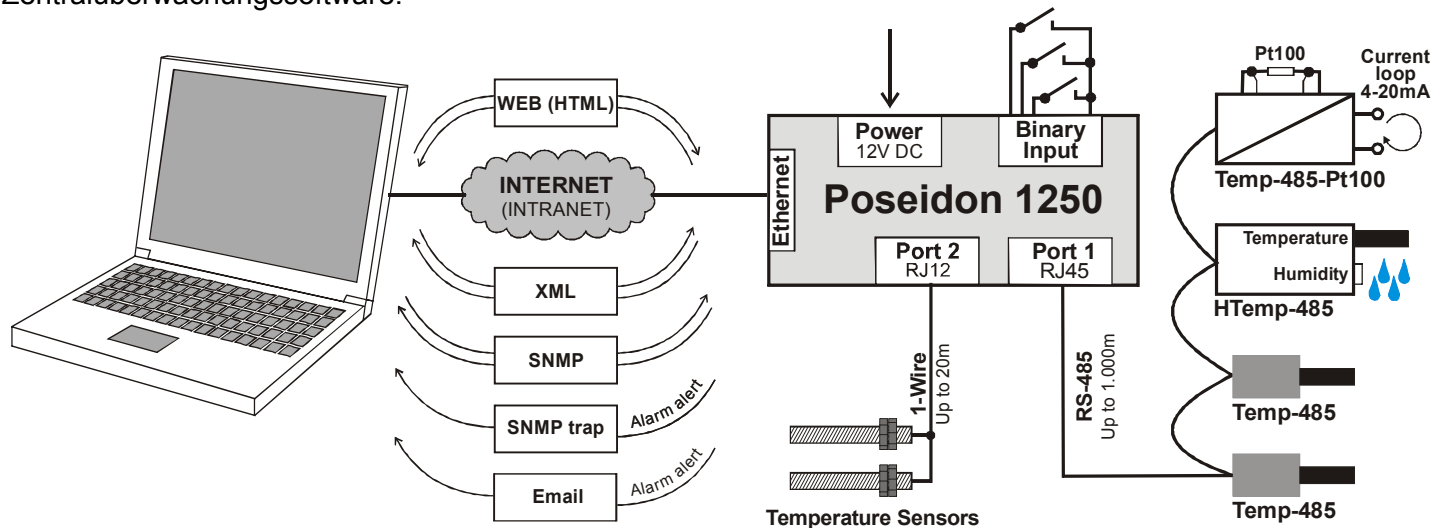 Zentralüberwachungssoftware.
WEB (HTML)
INTERNET
(INTRANET)
XML
SNMP
SNMP trap
Alarm alert
Email
Alarm alert
Power
12V DC
Binary
Input
Ethernet
Poseidon 1250
Port 2
RJ12
Port 1
RJ45
1-Wire
Up to 20m
RS-485
Up to 1.000m
Temperature Sensors
Pt100
Current
loop
4-20mA
Temp-485-Pt100
Temperature
Humidity
HTemp-485
Temp-485
Temp-485